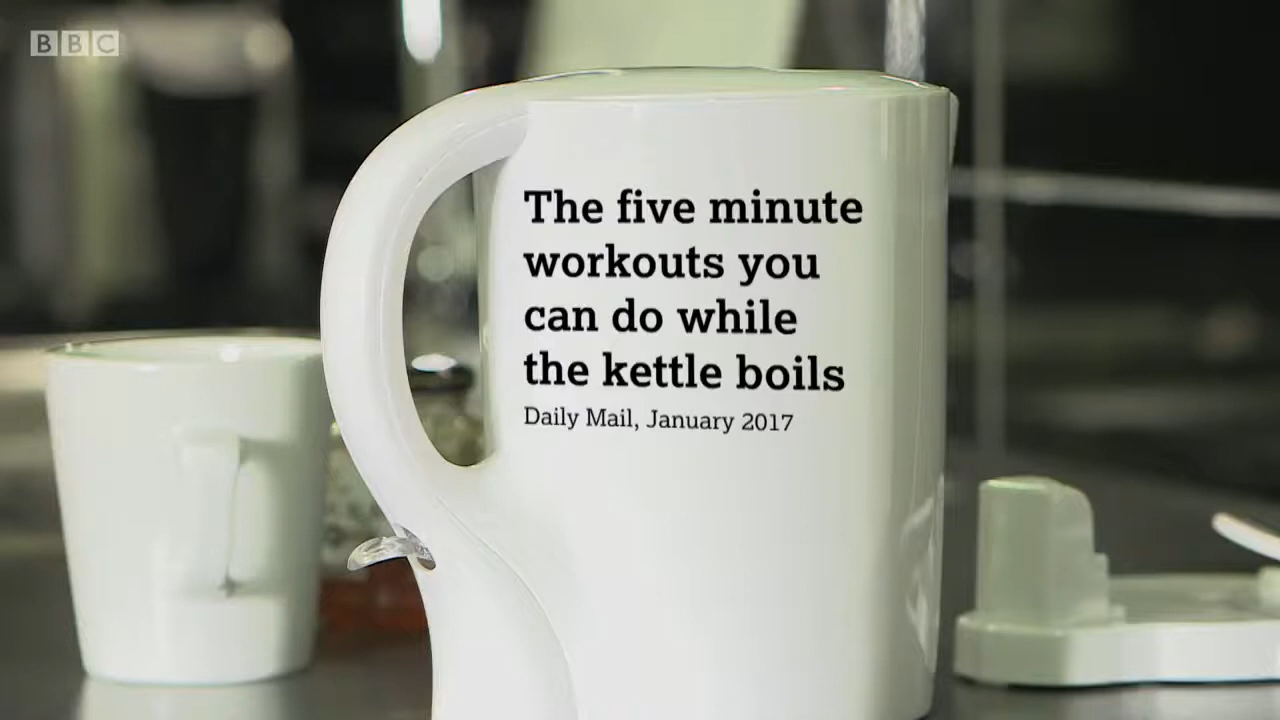 BBC
The five minute
workouts you
can do while
the kettle boils
Daily Mail, January 2017